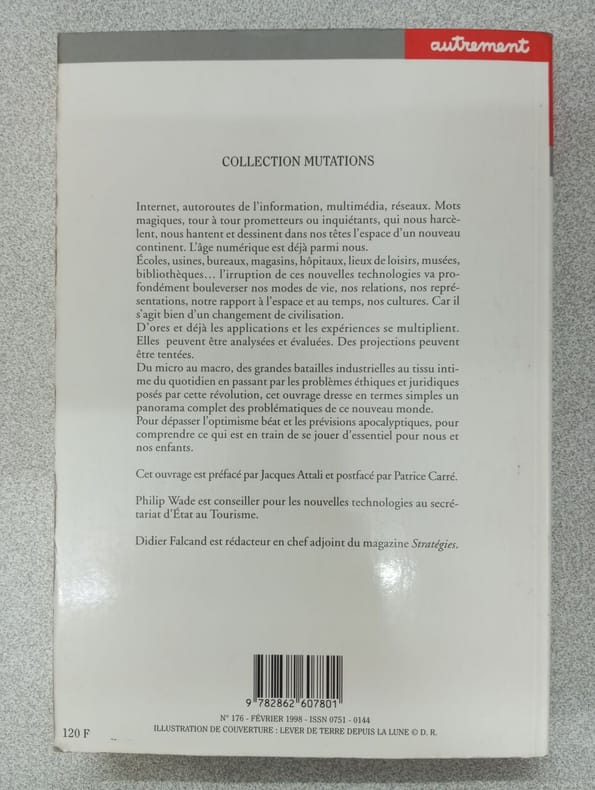 autrement
COLLECTION MUTATIONS
Internet, autoroutes de l'information, multimédia, réseaux. Mots
magiques, tour à tour prometteurs ou inquiétants, qui nous harcè-
lent, nous hantent et dessinent dans nos têtes l'espace d'un nouveau
continent. L'âge numérique est déjà parmi nous.
Écoles, usines, bureaux, magasins, hôpitaux, lieux de loisirs, musées,
bibliothèques... l'irruption de ces nouvelles technologies va pro-
fondément bouleverser nos modes de vie, nos relations, nos repré-
sentations, notre rapport à l'espace et au temps, nos cultures. Car il
s'agit bien d'un changement de civilisation.
D'ores et déjà les applications et les expériences se multiplient.
Elles peuvent être analysées et évaluées. Des projections peuvent
être tentées.
Du micro au macro, des grandes batailles industrielles au tissu inti-
me du quotidien en passant par les problèmes éthiques et juridiques
posés par cette révolution, cet ouvrage dresse en termes simples un
panorama complet des problématiques de ce nouveau monde.
Pour dépasser l'optimisme béat et les prévisions apocalyptiques, pour
comprendre ce qui est en train de se jouer d'essentiel pour nous et
nos enfants.
Cet ouvrage est préfacé par Jacques Attali et postfacé par Patrice Carré.
Philip Wade est conseiller pour les nouvelles technologies au secré-
tariat d'État au Tourisme.
Didier Falcand est rédacteur en chef adjoint du magazine Stratégies.
9 782862 607801
N° 176 - FÉVRIER 1998 - ISSN 0751 - 0144
ILLUSTRATION DE COUVERTURE : LEVER DE TERRE DEPUIS LA LUNE © D. R.
120 F